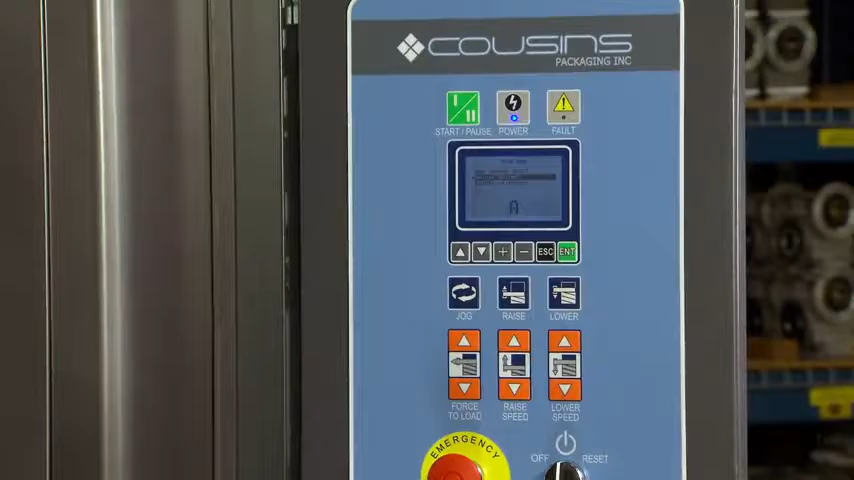 COUSINS
PACKAGING INC
START / PAUSE
POWER
FAULT
ESC
ENT
JOG
RAISE
LOWER
FORCE
TO LOAD
RAISE
SPEED
LOWER
SPEED
EMERGENCY
OFF
RESET